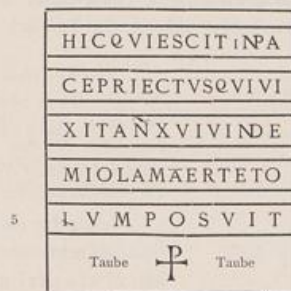 HICQVIESCITINPA
CEPRIECTVSQVIVI
XITAÑXVIVINDE
MIOLAMAERTETO
5 LVMPOSVIT
Taube ⳨ Taube